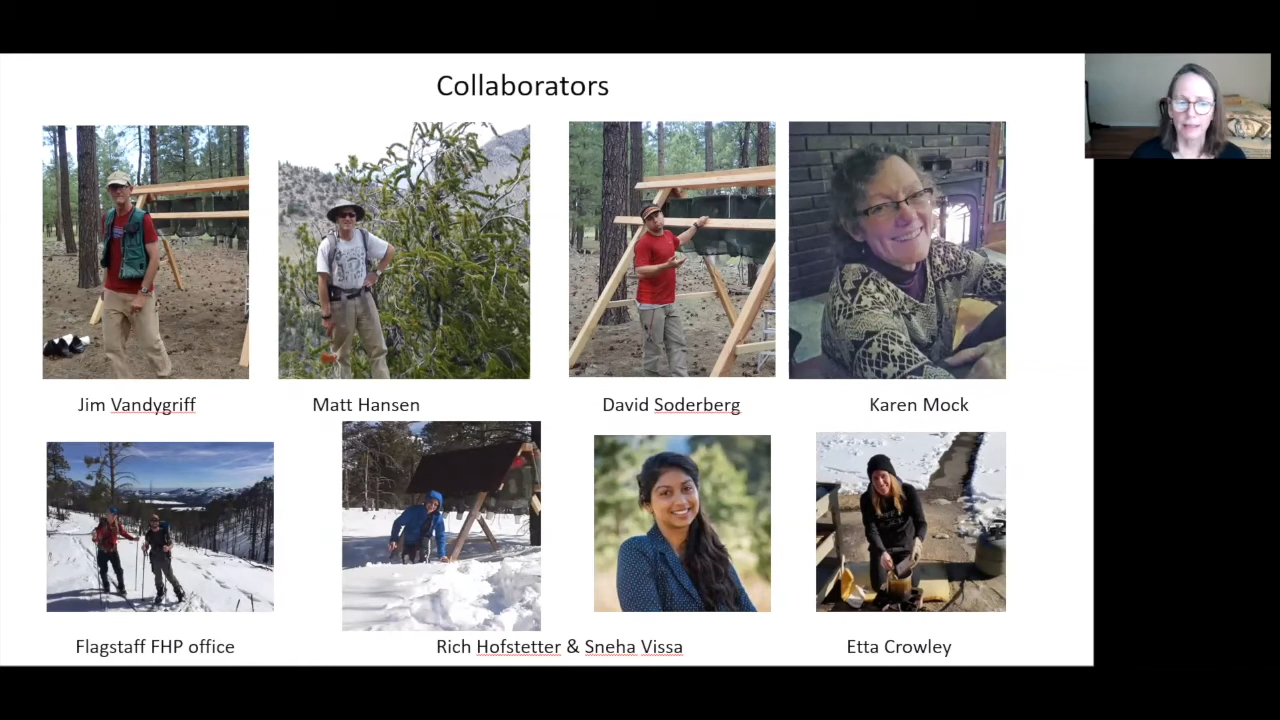 Collaborators
Jim Vandygriff
Matt Hansen
David Soderberg
Karen Mock
Flagstaff FHP office
Rich Hofstetter & Sneha Vissa
Etta Crowley